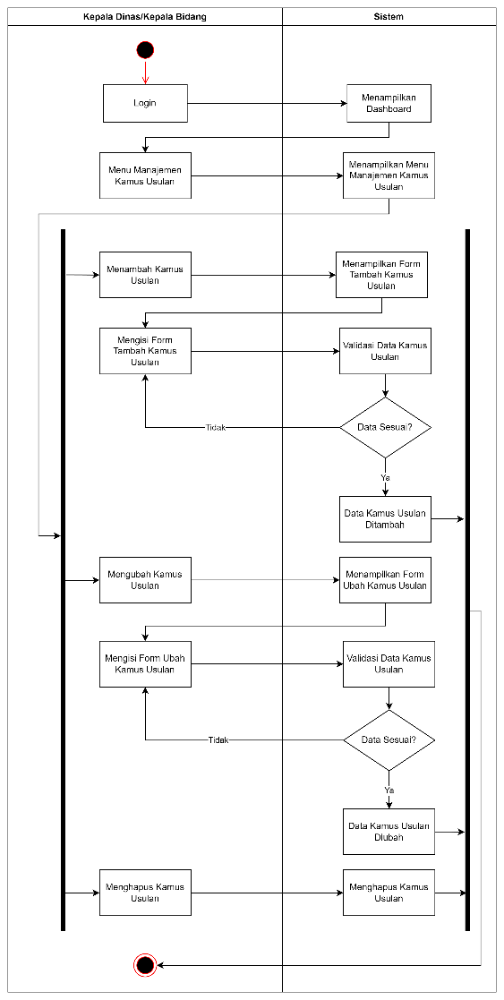 Kepala Dinas/Kepala Bidang
Sistem
Login
Menampilkan
Dashboard
Menu Manajemen
Kamus Usulan
Menampilkan Menu
Manajemen Kamus
Usulan
Menambah Kamus
Usulan
Menampilkan Form
Tambah Kamus
Usulan
Mengisi Form
Tambah Kamus
Usulan
Validasi Data Kamus
Usulan
Data Sesuai?
Tidak
Ya
Data Kamus Usulan
Ditambah
Mengubah Kamus
Usulan
Menampilkan Form
Ubah Kamus Usulan
Mengisi Form Ubah
Kamus Usulan
Validasi Data Kamus
Usulan
Data Sesuai?
Tidak
Ya
Data Kamus Usulan
DIubah
Menghapus Kamus
Usulan
Menghapus Kamus
Usulan